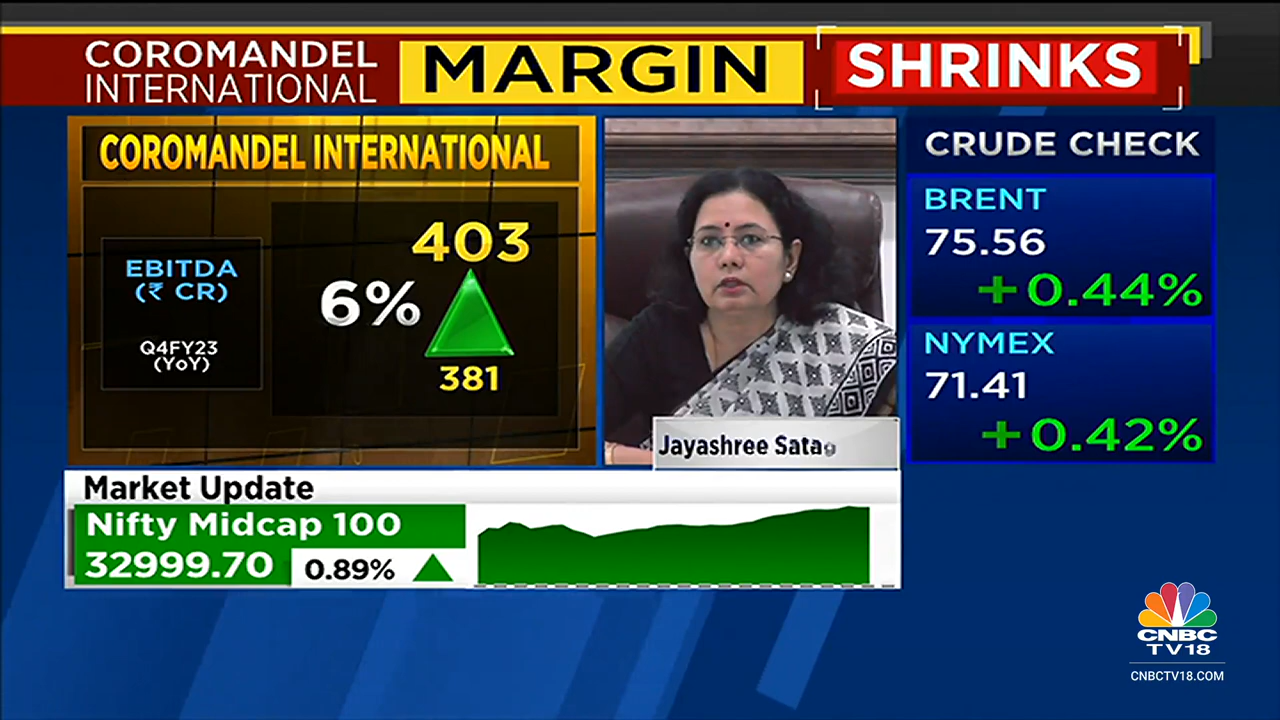 COROMANDEL
INTERNATIONAL
MARGIN
SHRINKS
COROMANDEL INTERNATIONAL
EBITDA
(₹ CR)
Q4FY23
(YoY)
6%
403
381
Jayashree
CRUDE CHECK
BRENT
75.56
+0.44%
NYMEX
71.41
+0.42%
Market Update
Nifty Midcap 100
32999.70
0.89%
CNBC
TV18
CNBCTV18.COM